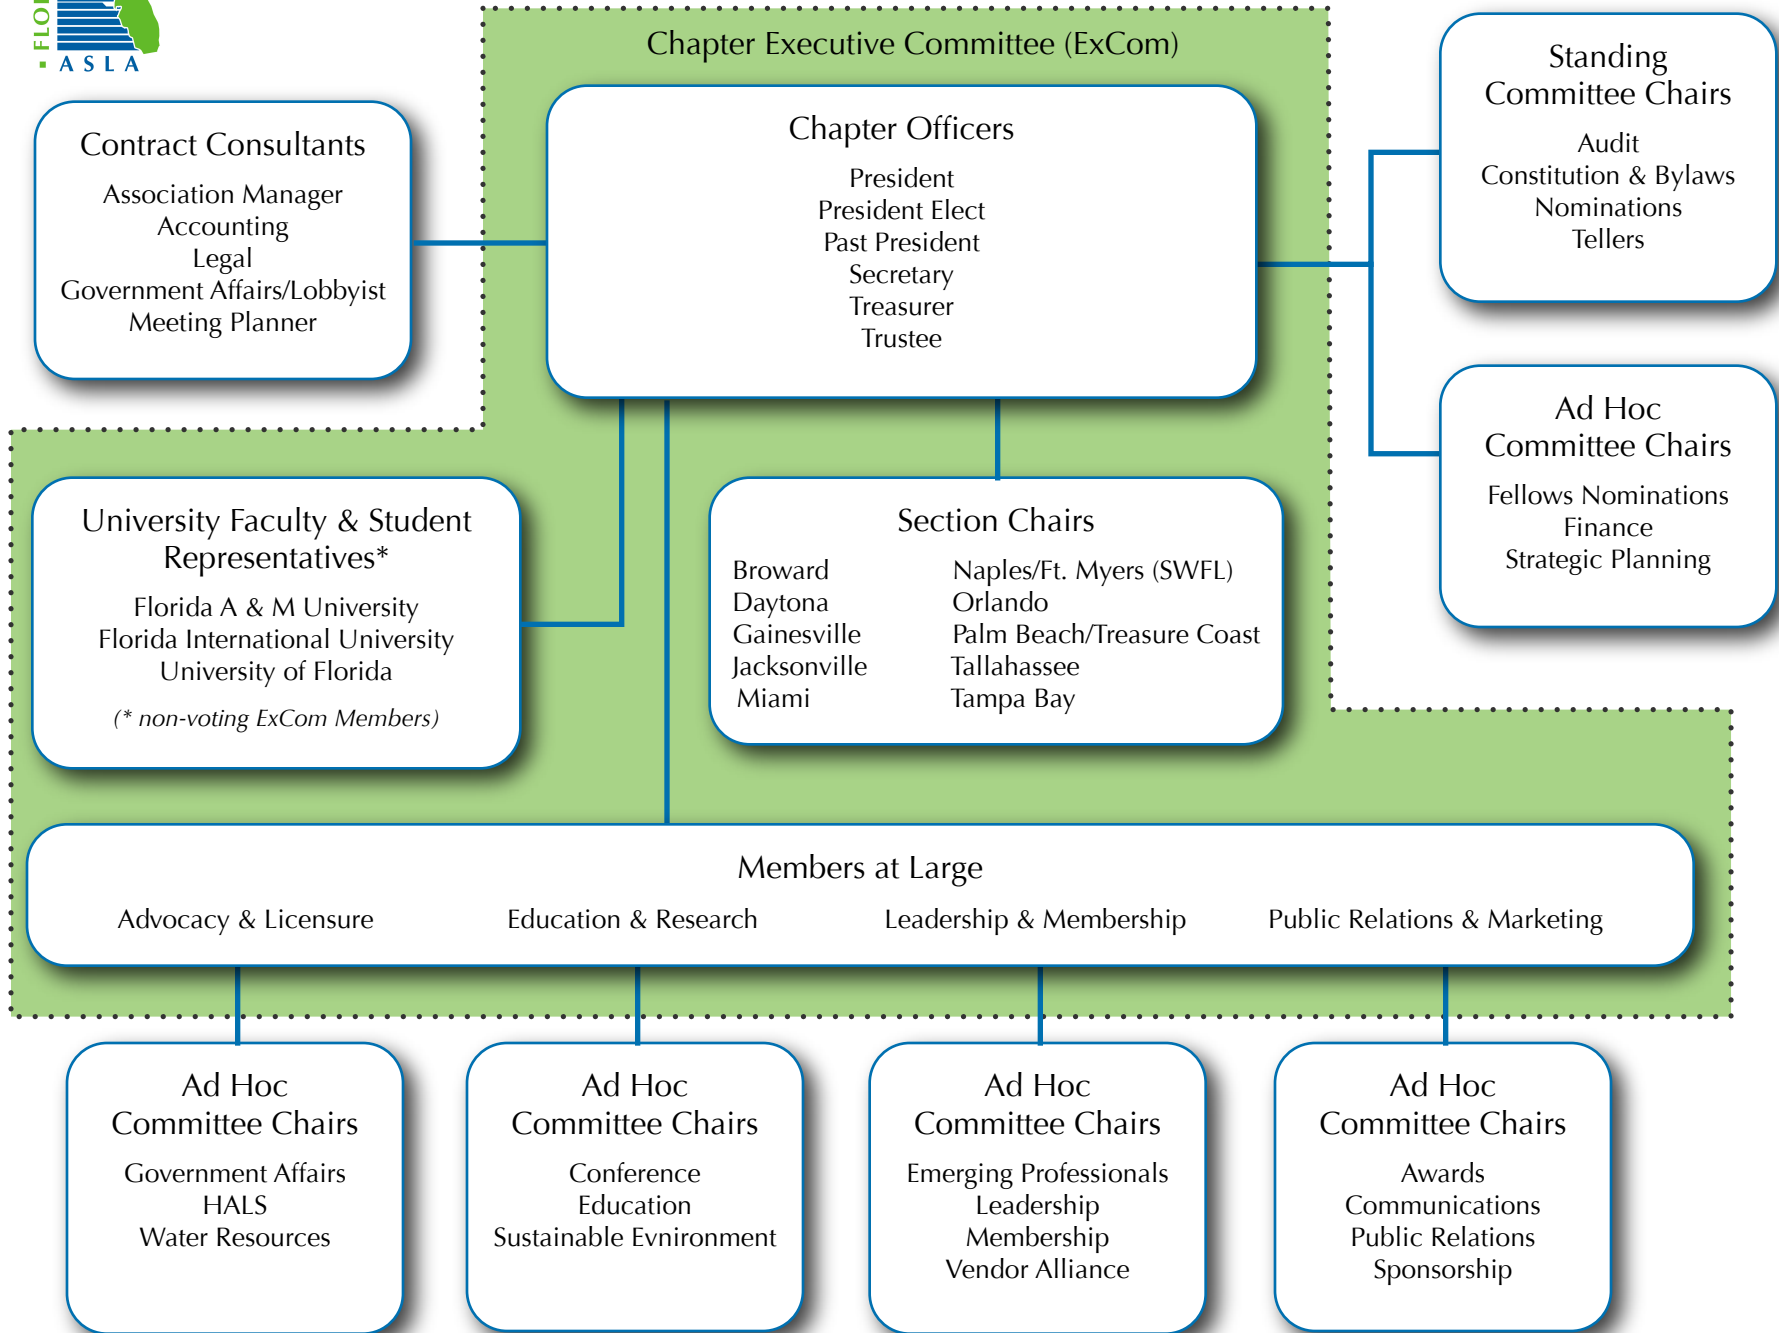 ASLA
Chapter Executive Committee (ExCom)
Contract Consultants
Association Manager
Accounting
Legal
Government Affairs/Lobbyist
Meeting Planner
Chapter Officers
President
President Elect
Past President
Secretary
Treasurer
Trustee
Standing
Committee Chairs
Audit
Constitution & Bylaws
Nominations
Tellers
Ad Hoc
Committee Chairs
Fellows Nominations
Finance
Strategic Planning
University Faculty & Student
Representatives*
Florida A & M University
Florida International University
University of Florida
(* non-voting ExCom Members)
Section Chairs
Broward
Daytona
Gainesville
Jacksonville
Miami
Naples/Ft. Myers (SWFL)
Orlando
Palm Beach/Treasure Coast
Tallahassee
Tampa Bay
Members at Large
Advocacy & Licensure
Education & Research
Leadership & Membership
Public Relations & Marketing
Ad Hoc
Committee Chairs
Government Affairs
HALS
Water Resources
Ad Hoc
Committee Chairs
Conference
Education
Sustainable Evnironment
Ad Hoc
Committee Chairs
Emerging Professionals
Leadership
Membership
Vendor Alliance
Ad Hoc
Committee Chairs
Awards
Communications
Public Relations
Sponsorship